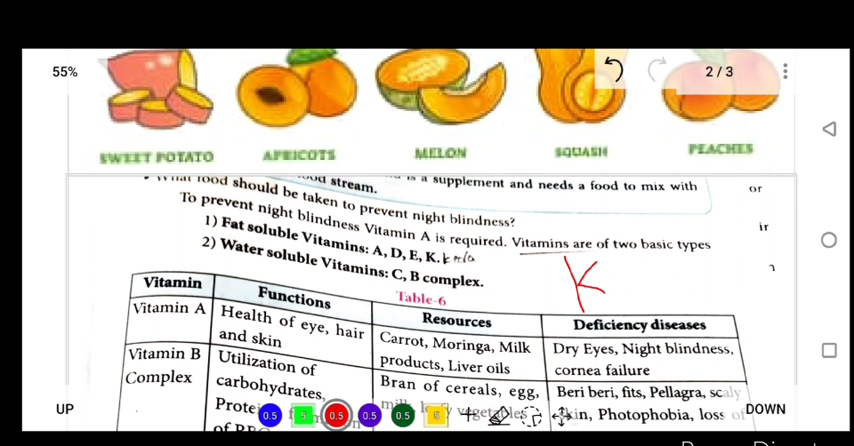 55%
2 / 3
SWEET POTATO
APRICOTS
MELON
SQUASH
PEACHES
What food should be taken to prevent night blindness?
stream.
is a supplement and needs a food to mix with
or
To prevent night blindness Vitamin A is required. Vitamins are of two basic types
ir
1) Fat soluble Vitamins: A, D, E, K.
2) Water soluble Vitamins: C, B complex.
K
Table-6
Vitamin
Functions
Resources
Deficiency diseases
Vitamin A
Health of eye, hair
and skin
Carrot, Moringa, Milk
products, Liver oils
Dry Eyes, Night blindness,
cornea failure
Vitamin B
Complex
Utilization of
carbohydrates,
Bran of cereals, egg,
vegetables
Beri beri, fits, Pellagra, scaly
skin, Photophobia, loss of
UP
0.5
5
0.5
0.5
0.5
DOWN